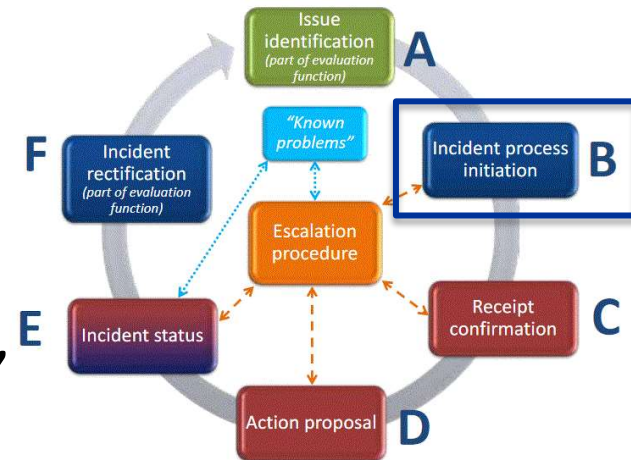 Issue
identification
(part of evaluation
function)
A
"Known
problems"
Incident process
initiation
B
F
Incident
rectification
(part of evaluation
function)
Escalation
procedure
Receipt
confirmation
C
E
Incident status
Action proposal
D